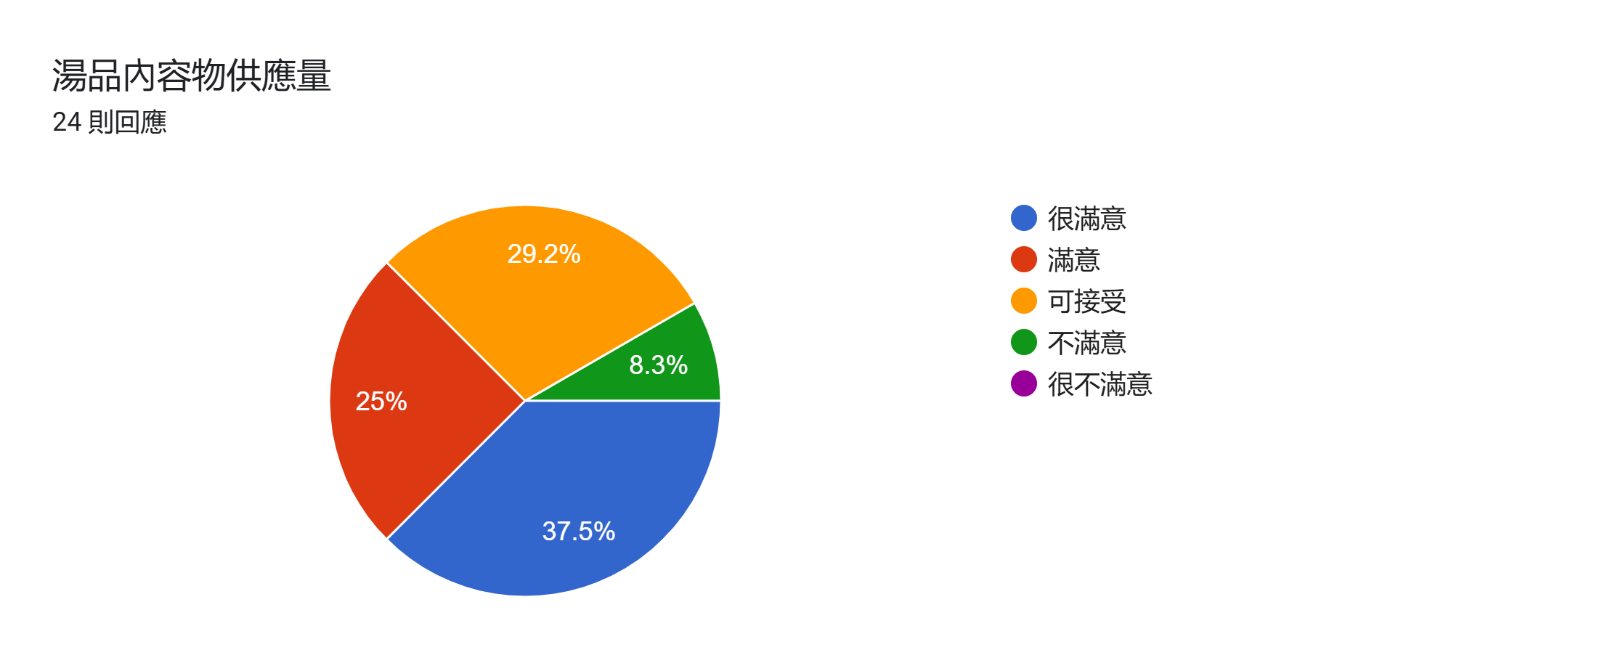 湯品內容物供應量
24 則回應
29.2%
8.3%
25%
37.5%
很滿意
滿意
可接受
不滿意
很不滿意